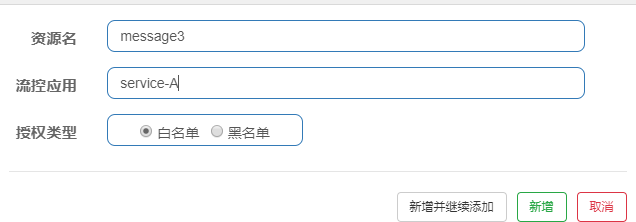 资源名 message3
流控应用 service-A
授权类型 白名单 黑名单
新增并继续添加 新增 取消